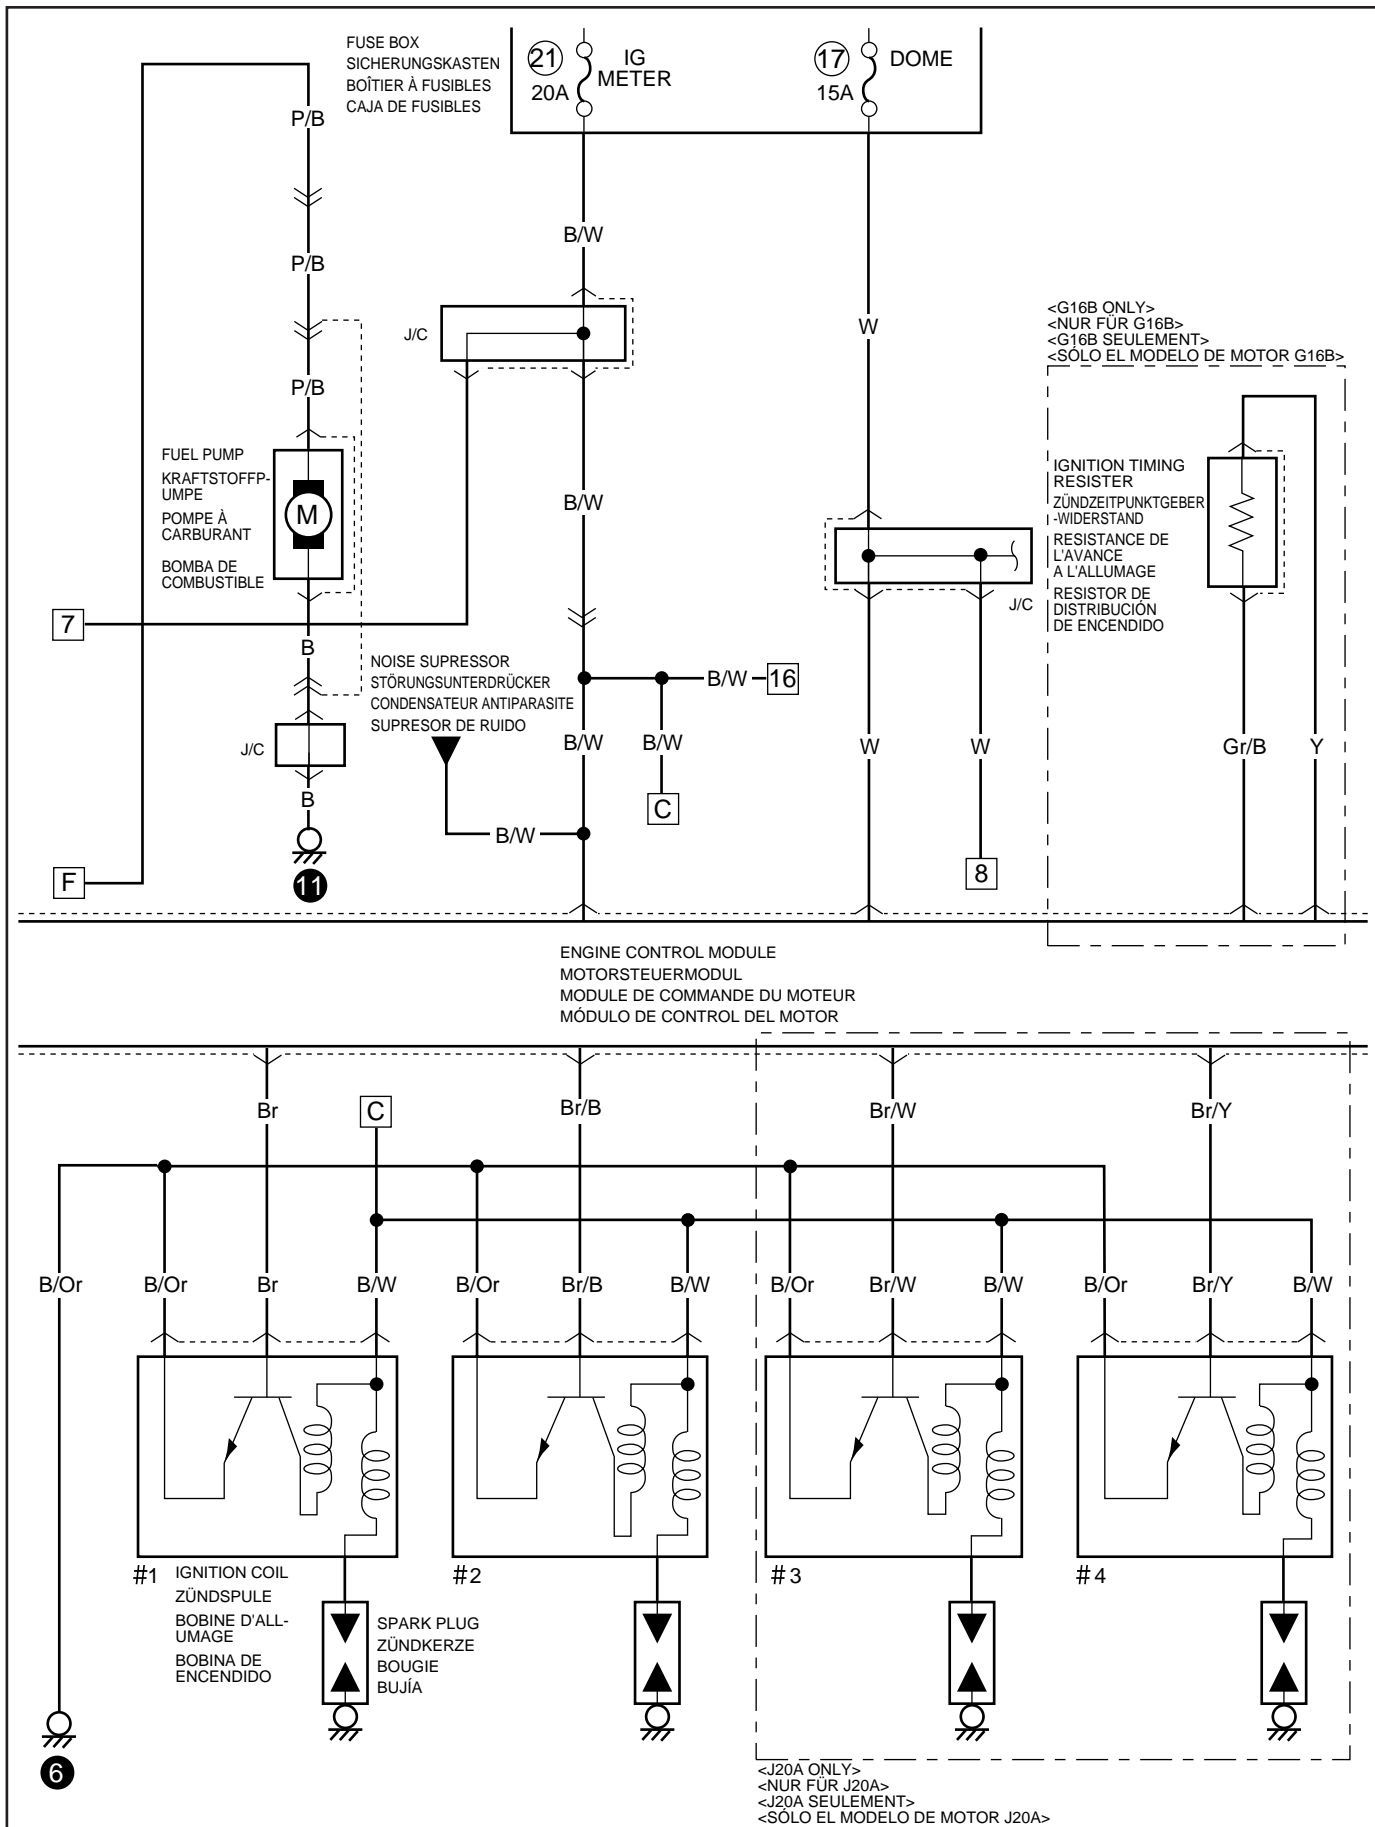 FUSE BOX
SICHERUNGSKASTEN
BOÎTIER À FUSIBLES
CAJA DE FUSIBLES
21
20A
IG
METER
17
15A
DOME
P/B
P/B
P/B
B/W
J/C
W
<G16B ONLY>
<NUR FÜR G16B>
<G16B SEULEMENT>
<SÓLO EL MODELO DE MOTOR G16B>
FUEL PUMP
KRAFTSTOFFP-
UMPE
POMPE À
CARBURANT
BOMBA DE
COMBUSTIBLE
M
B/W
IGNITION TIMING
RESISTER
ZÜNDZEITPUNKTGEBER
-WIDERSTAND
RESISTANCE DE
L'AVANCE
A L'ALLUMAGE
RESISTOR DE
DISTRIBUCIÓN
DE ENCENDIDO
J/C
7
B
NOISE SUPRESSOR
STÖRUNGSUNTERDRÜCKER
CONDENSATEUR ANTIPARASITE
SUPRESOR DE RUIDO
B/W
16
J/C
B/W
B/W
W
W
Gr/B
Y
B
C
B/W
F
11
8
ENGINE CONTROL MODULE
MOTORSTEUERMODUL
MODULE DE COMMANDE DU MOTEUR
MÓDULO DE CONTROL DEL MOTOR
Br
C
Br/B
Br/W
Br/Y
B/Or
B/Or
Br
B/W
B/Or
Br/B
B/W
B/Or
Br/W
B/W
B/Or
Br/Y
B/W
#1
IGNITION COIL
ZÜNDSPULE
BOBINE D'ALL-
UMAGE
BOBINA DE
ENCENDIDO
#2
#3
#4
SPARK PLUG
ZÜNDKERZE
BOUGIE
BUJÍA
6
<J20A ONLY>
<NUR FÜR J20A>
<J20A SEULEMENT>
<SÓLO EL MODELO DE MOTOR J20A>